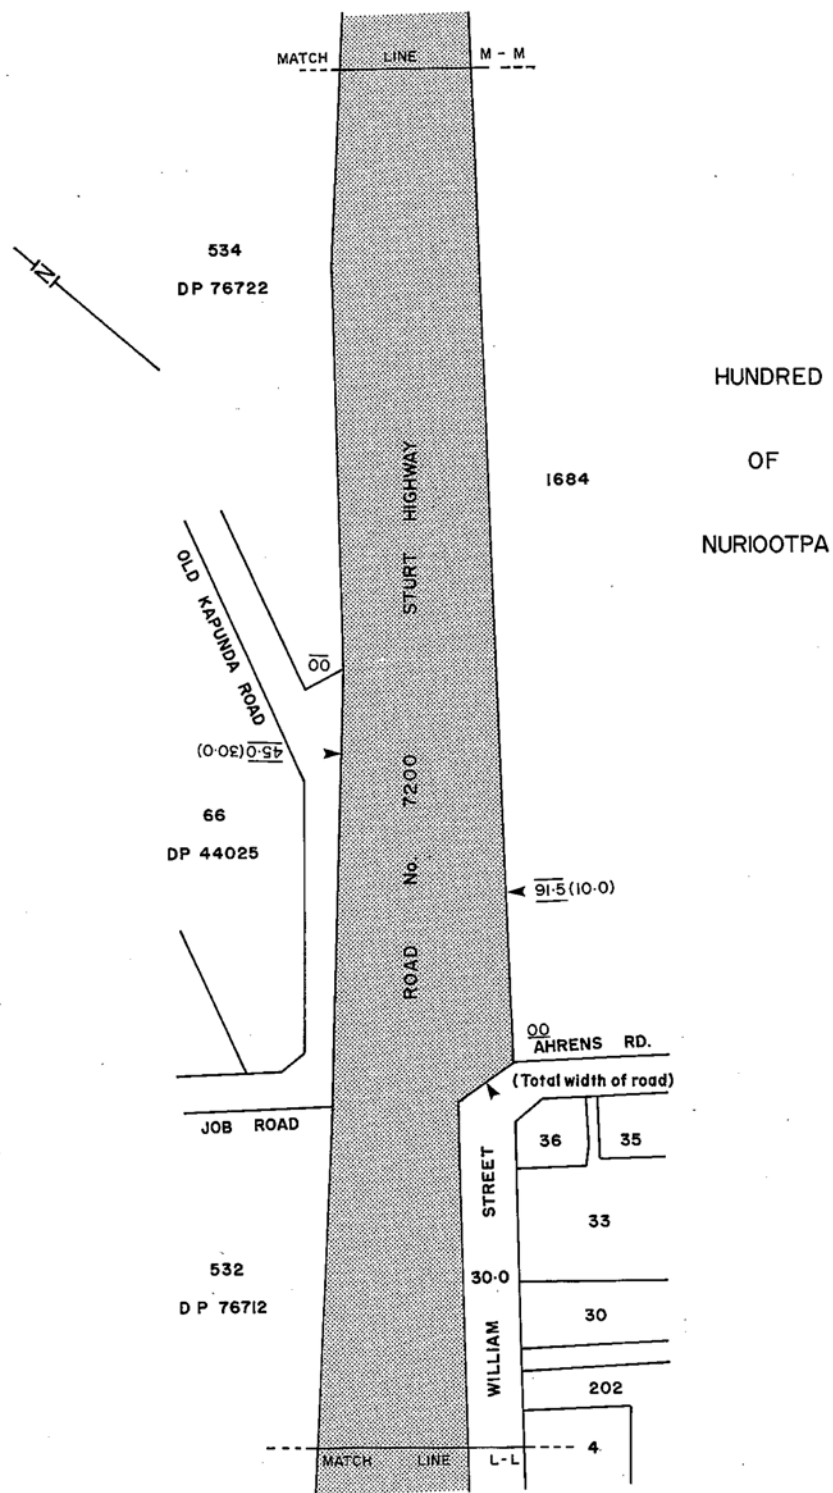 MATCH LINE M - M
534
DP 76722
N
HUNDRED
OF
NURIOOTPA
1684
STURT HIGHWAY
OLD KAPUNDA ROAD
00
45·0(30·0)
ROAD No. 7200
66
DP 44025
91·5(10·0)
00
AHRENS RD.
(Total width of road)
JOB ROAD
36
35
WILLIAM STREET
33
532
DP 76712
30·0
30
202
4
MATCH LINE L-L